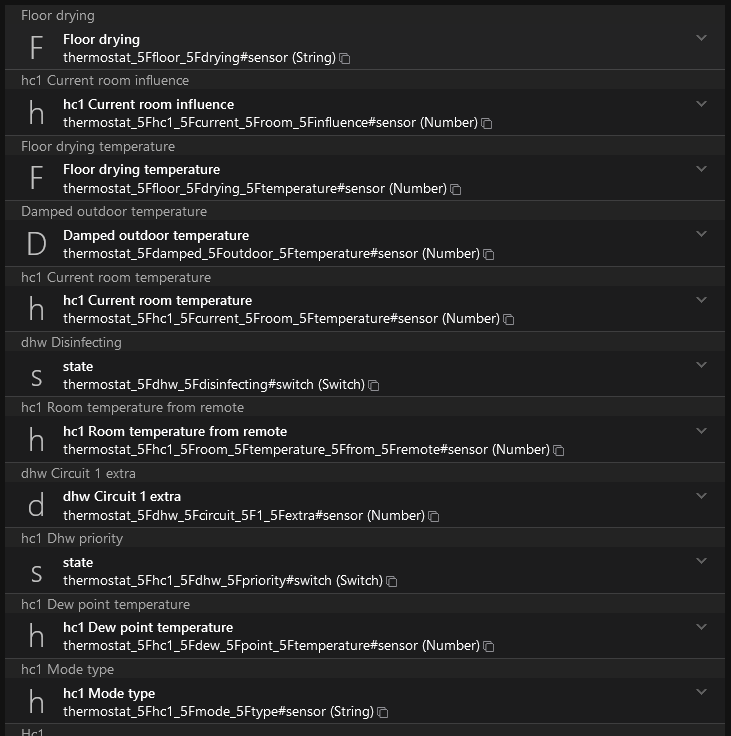 Floor drying
F
Floor drying
thermostat_5Ffloor_5Fdrying#sensor (String)
hc1 Current room influence
h
hc1 Current room influence
thermostat_5Fhc1_5Fcurrent_5Froom_5Finfluence#sensor (Number)
Floor drying temperature
F
Floor drying temperature
thermostat_5Ffloor_5Fdrying_5Ftemperature#sensor (Number)
Damped outdoor temperature
D
Damped outdoor temperature
thermostat_5Fdamped_5Foutdoor_5Ftemperature#sensor (Number)
hc1 Current room temperature
h
hc1 Current room temperature
thermostat_5Fhc1_5Fcurrent_5Froom_5Ftemperature#sensor (Number)
dhw Disinfecting
s
state
thermostat_5Fdhw_5Fdisinfecting#switch (Switch)
hc1 Room temperature from remote
h
hc1 Room temperature from remote
thermostat_5Fhc1_5Froom_5Ftemperature_5Ffrom_5Fremote#sensor (Number)
dhw Circuit 1 extra
d
dhw Circuit 1 extra
thermostat_5Fdhw_5Fcircuit_5F1_5Fextra#sensor (Number)
hc1 Dhw priority
s
state
thermostat_5Fhc1_5Fdhw_5Fpriority#switch (Switch)
hc1 Dew point temperature
h
hc1 Dew point temperature
thermostat_5Fhc1_5Fdew_5Fpoint_5Ftemperature#sensor (Number)
hc1 Mode type
h
hc1 Mode type
thermostat_5Fhc1_5Fmode_5Ftype#sensor (String)
Hc1